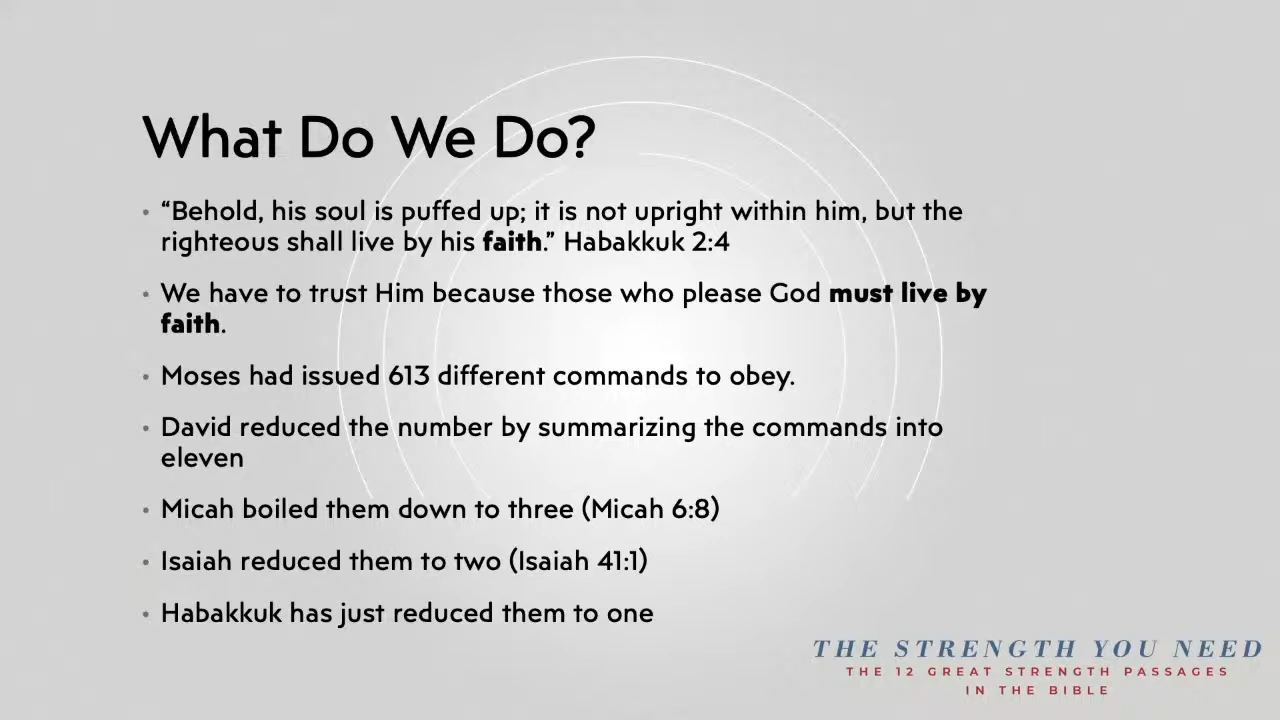 What Do We Do?
• “Behold, his soul is puffed up; it is not upright within him, but the
righteous shall live by his faith.” Habakkuk 2:4
• We have to trust Him because those who please God must live by
faith.
• Moses had issued 613 different commands to obey.
• David reduced the number by summarizing the commands into
eleven
• Micah boiled them down to three (Micah 6:8)
• Isaiah reduced them to two (Isaiah 41:1)
• Habakkuk has just reduced them to one
THE STRENGTH YOU NEED
THE 12 GREAT STRENGTH PASSAGES
IN THE BIBLE